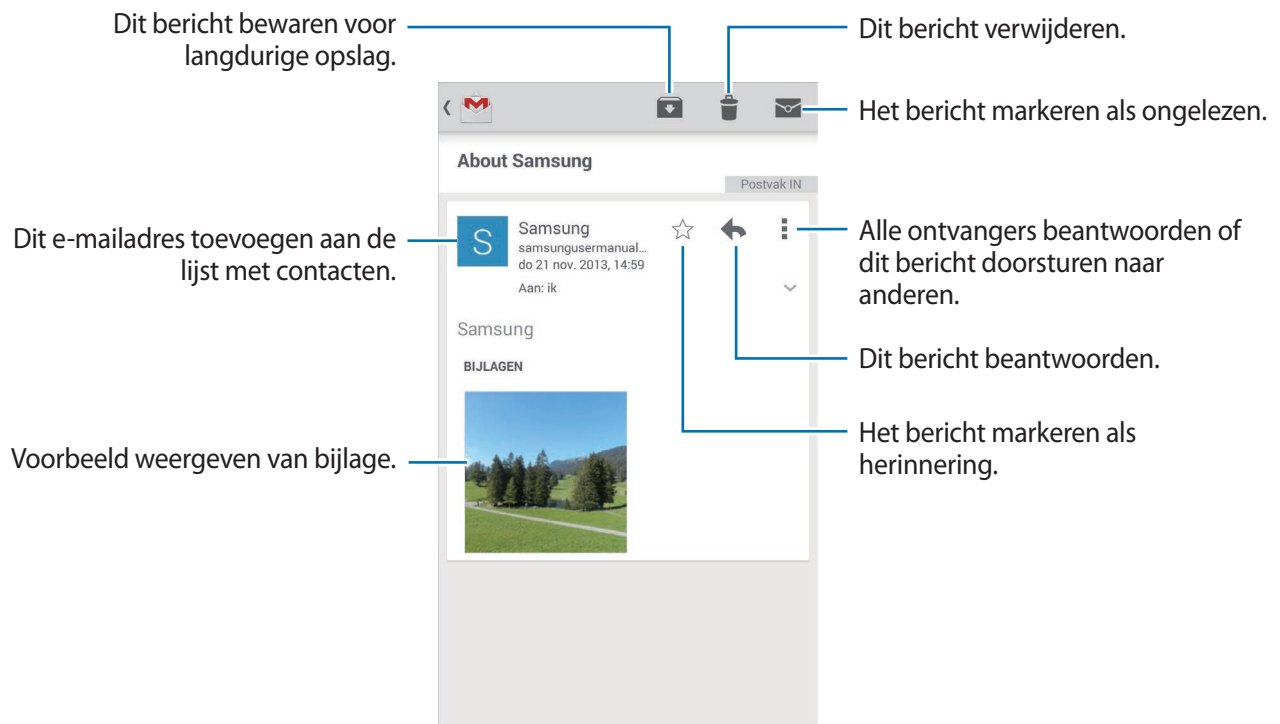 Dit bericht bewaren voor
langdurige opslag.
Dit bericht verwijderen.
Het bericht markeren als ongelezen.
About Samsung
Postvak IN
Dit e-mailadres toevoegen aan de
lijst met contacten.
S
Samsung
samsungusermanual...
do 21 nov. 2013, 14:59
Aan: ik
Alle ontvangers beantwoorden of
dit bericht doorsturen naar
anderen.
Samsung
BIJLAGEN
Dit bericht beantwoorden.
Het bericht markeren als
herinnering.
Voorbeeld weergeven van bijlage.